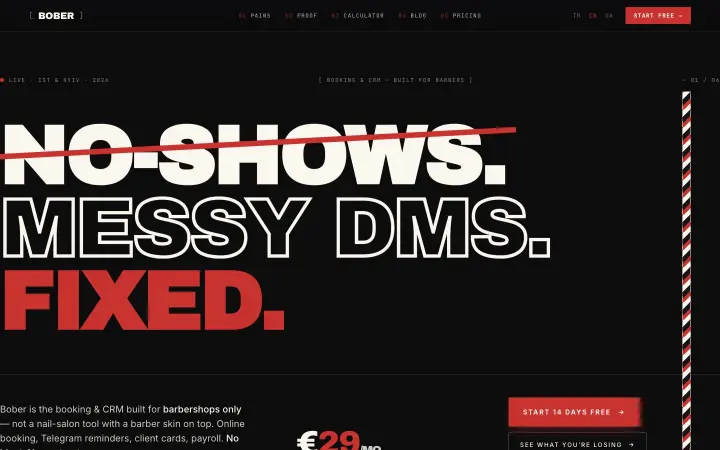 [ BOBER ]
01 PAINS 02 PROOF 03 CALCULATOR 04 BLOG 05 PRICING
TR EN UA
START FREE →
LIVE · IST & KYIV · 2026
[ BOOKING & CRM — BUILT FOR BARBERS ]
— 01 / 06
NO-SHOWS.
MESSY DMS.
FIXED.
Bober is the booking & CRM built for barbershops only
— not a nail-salon tool with a barber skin on top. Online
booking, Telegram reminders, client cards, payroll. No
€29/MO
START 14 DAYS FREE →
SEE WHAT YOU'RE LOSING →